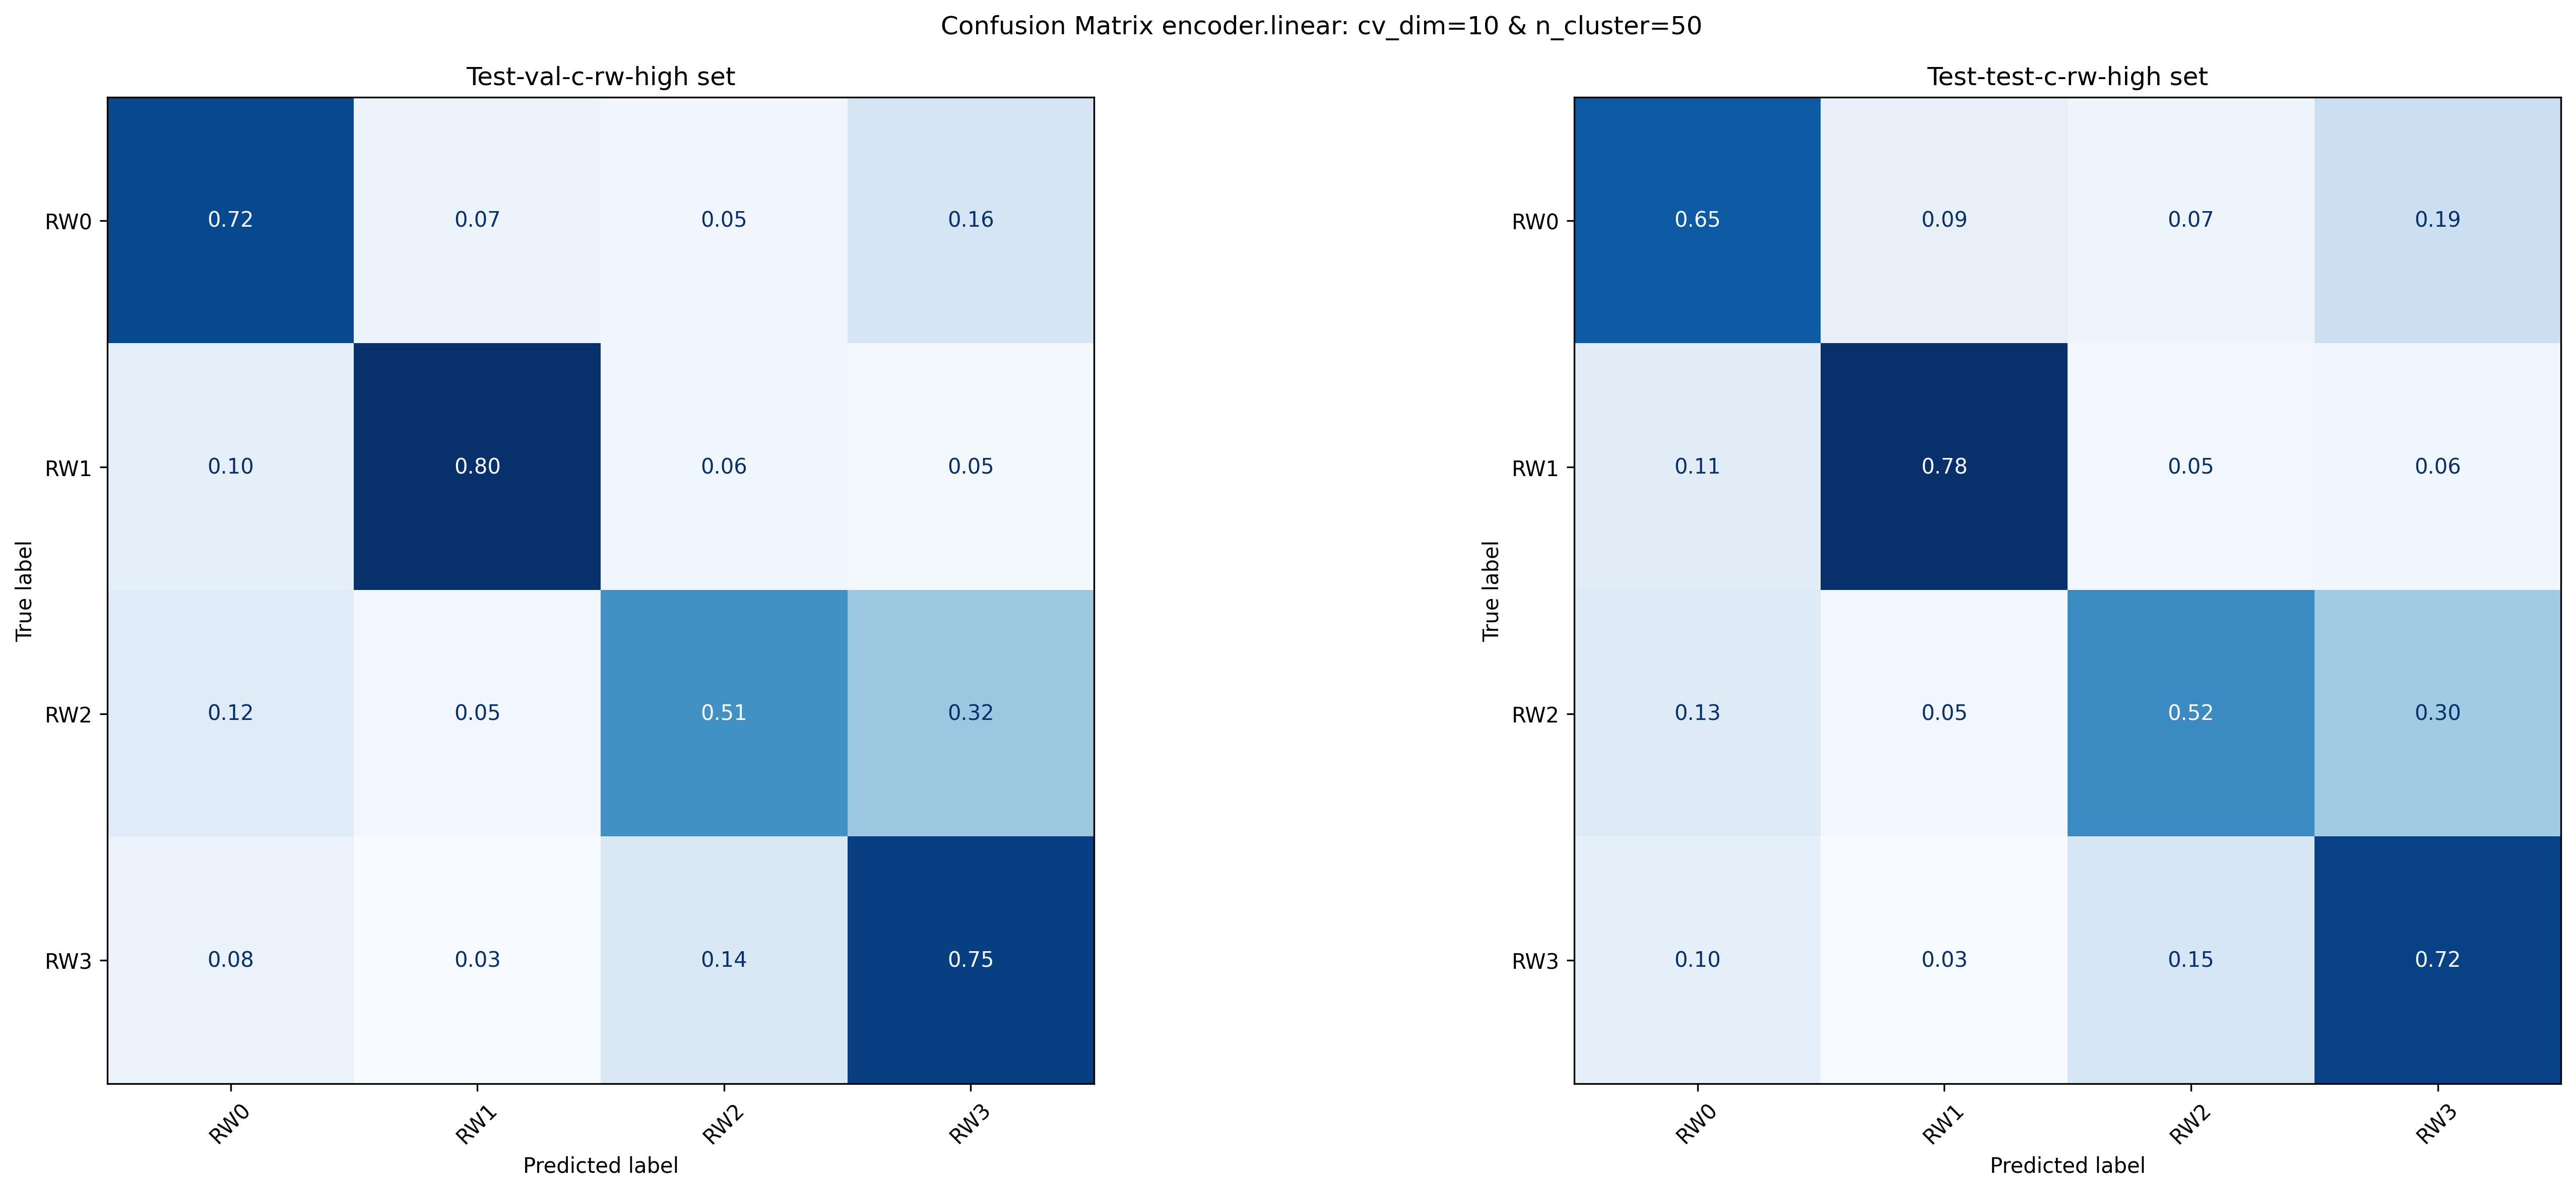 Confusion Matrix encoder.linear: cv_dim=10 & n_cluster=50
Test-val-c-rw-high set
RW0 0.72 0.07 0.05 0.16
RW1 0.10 0.80 0.06 0.05
RW2 0.12 0.05 0.51 0.32
RW3 0.08 0.03 0.14 0.75
True label
RW0 RW1 RW2 RW3
Predicted label
Test-test-c-rw-high set
RW0 0.65 0.09 0.07 0.19
RW1 0.11 0.78 0.05 0.06
RW2 0.13 0.05 0.52 0.30
RW3 0.10 0.03 0.15 0.72
True label
RW0 RW1 RW2 RW3
Predicted label